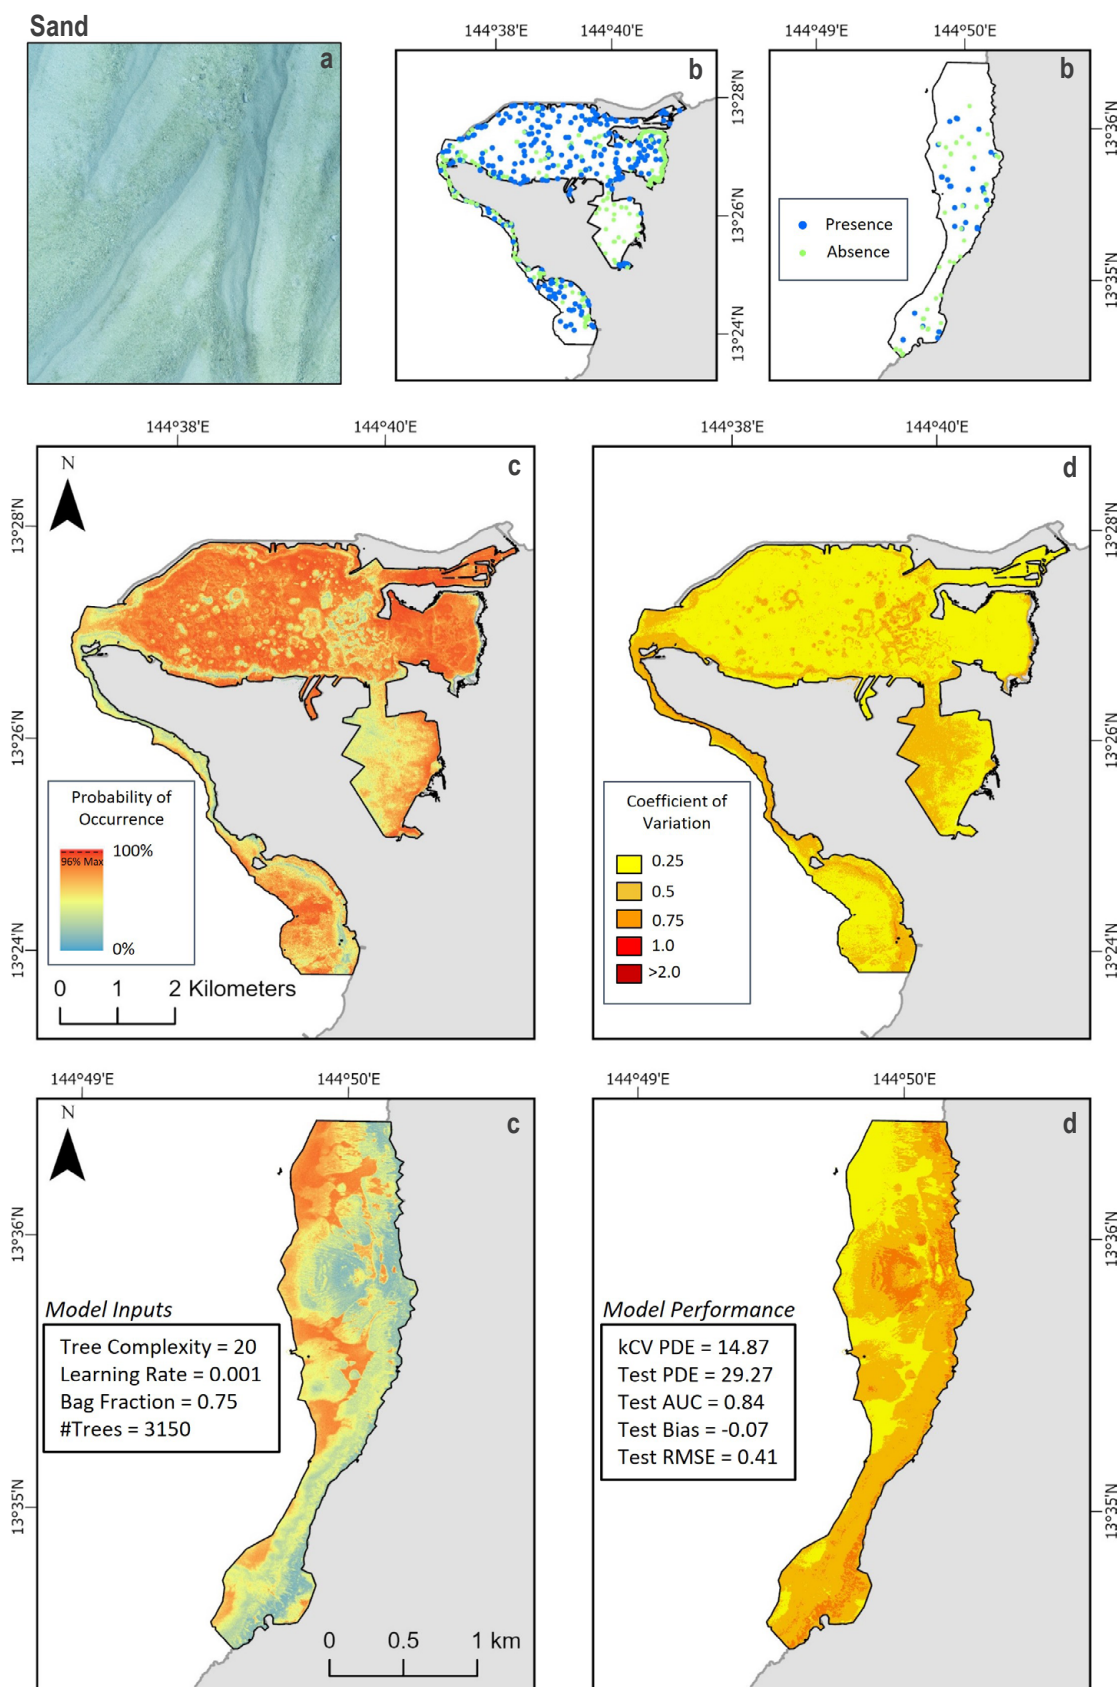 Sand
a
144°38'E
144°40'E
b
13°28'N
13°26'N
13°24'N
144°49'E
144°50'E
b
13°36'N
13°35'N
Presence
Absence
144°38'E
144°40'E
N
c
13°28'N
13°26'N
13°24'N
Probability of
Occurrence
100%
96% Max
0%
0 1 2 Kilometers
144°38'E
144°40'E
d
13°28'N
13°26'N
13°24'N
Coefficient of
Variation
0.25
0.5
0.75
1.0
>2.0
144°49'E
144°50'E
N
c
13°36'N
13°35'N
Model Inputs
Tree Complexity = 20
Learning Rate = 0.001
Bag Fraction = 0.75
#Trees = 3150
0 0.5 1 km
144°49'E
144°50'E
d
13°36'N
13°35'N
Model Performance
kCV PDE = 14.87
Test PDE = 29.27
Test AUC = 0.84
Test Bias = -0.07
Test RMSE = 0.41